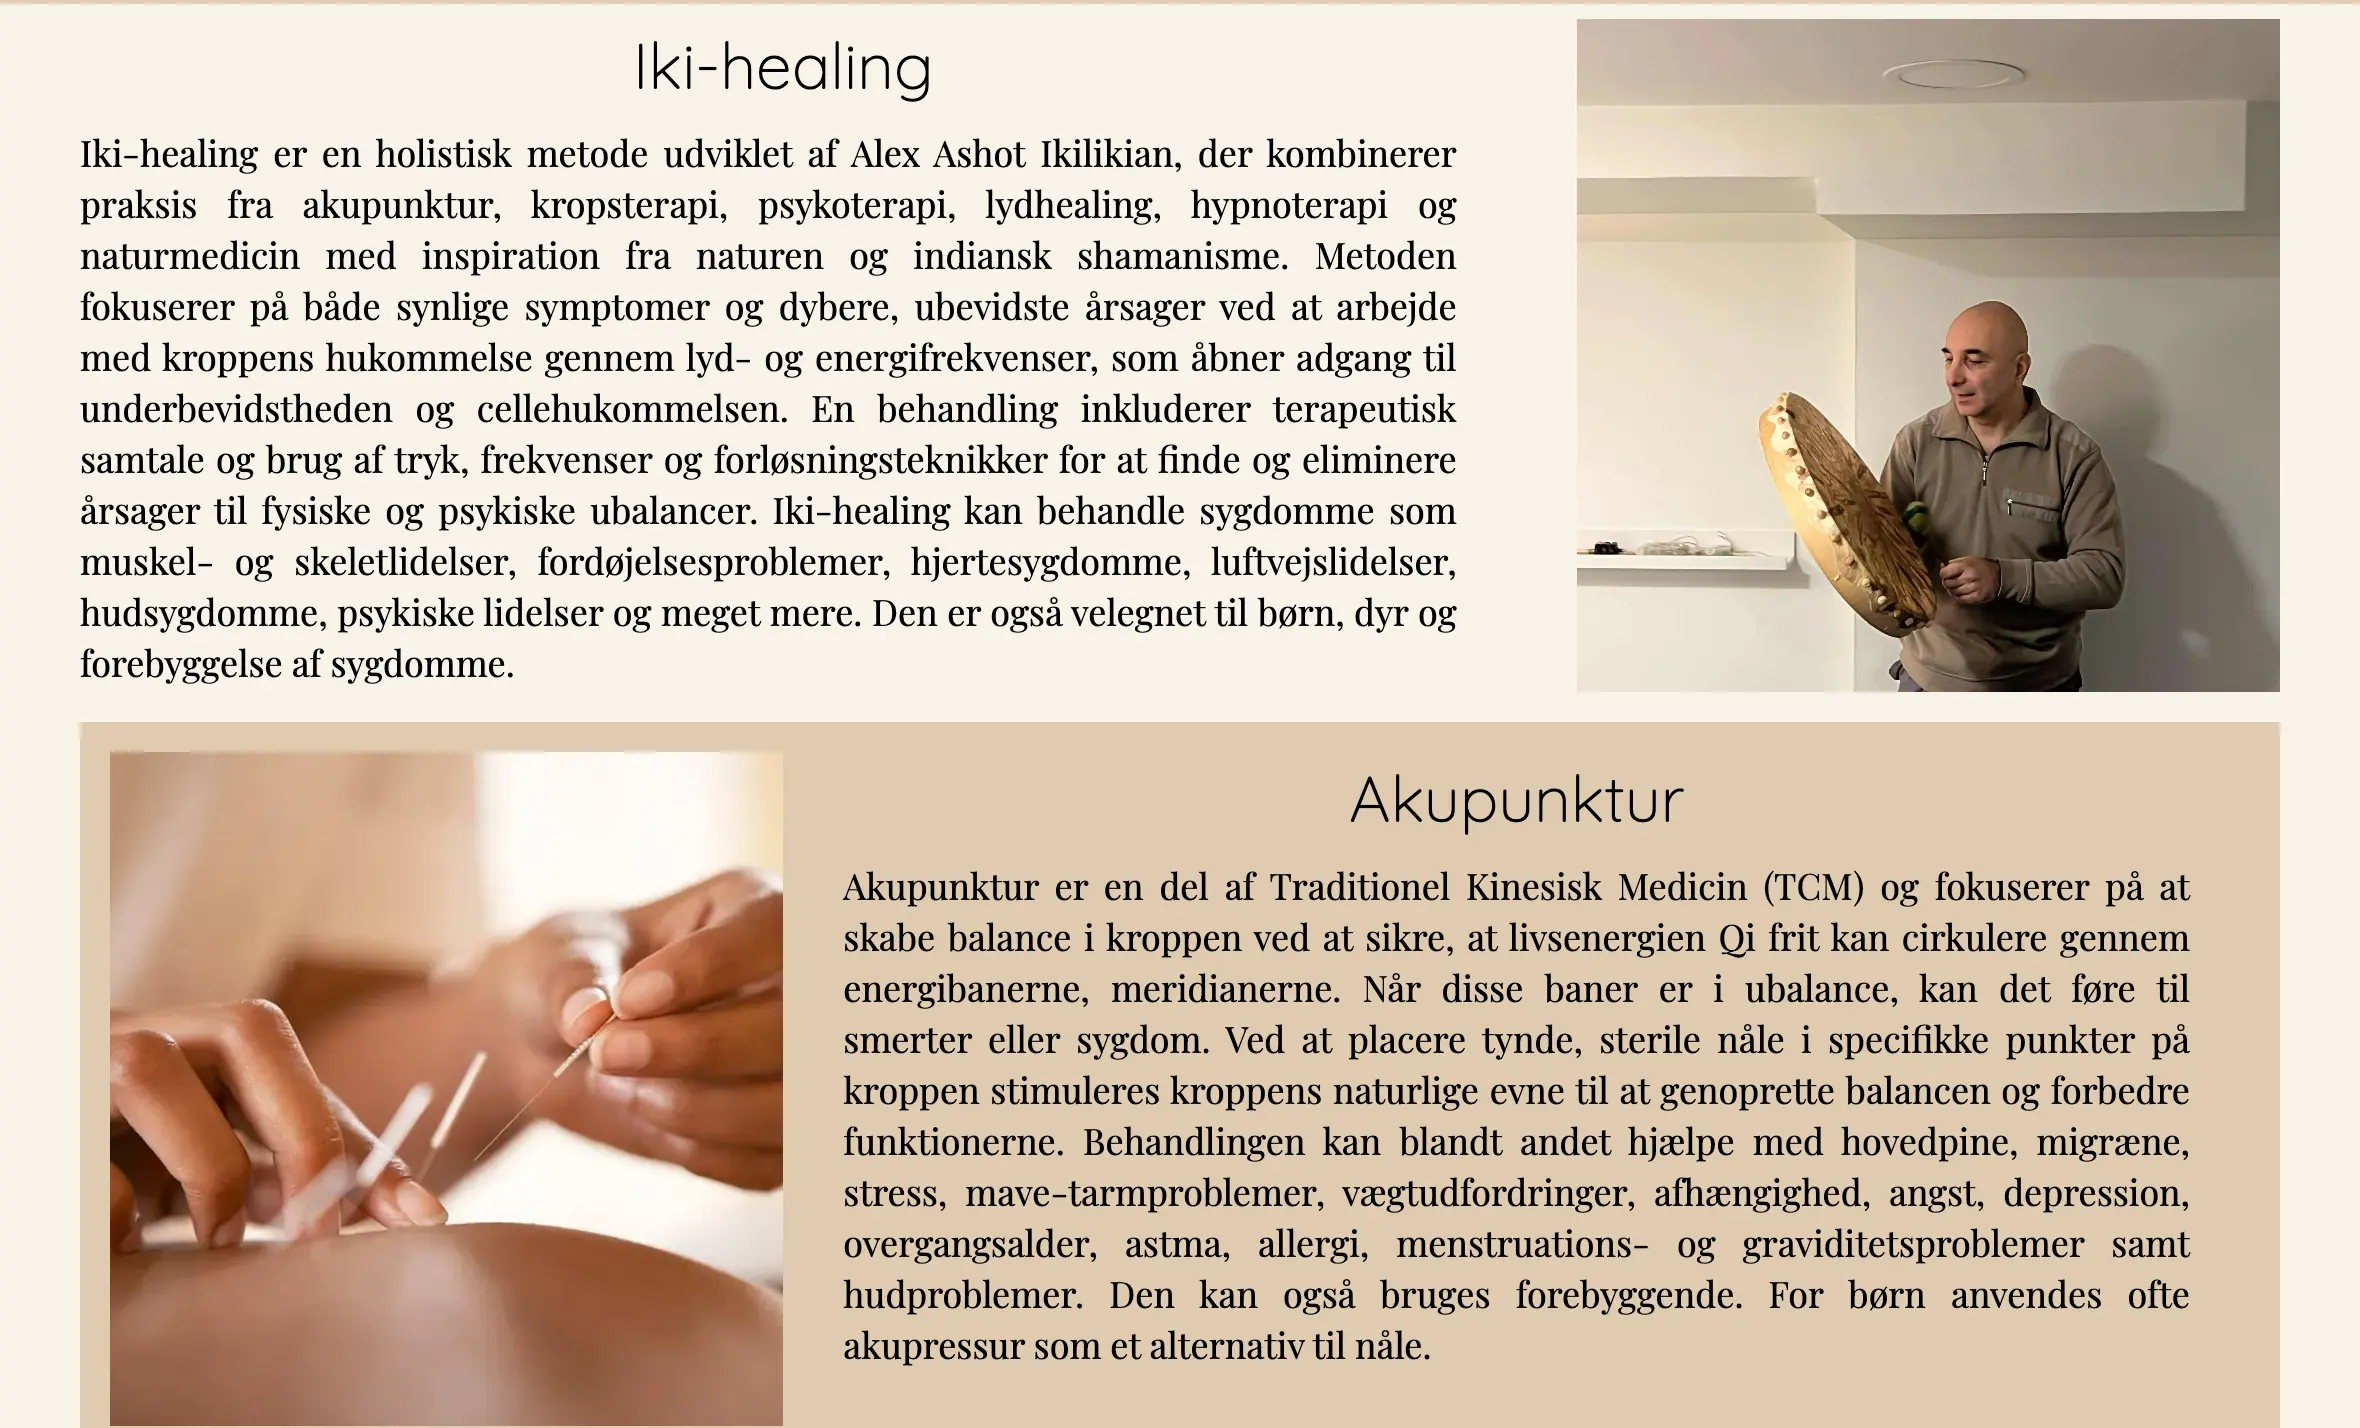 Iki-healing
Iki-healing er en holistisk metode udviklet af Alex Ashot Ikilikian, der kombinerer
praksis fra akupunktur, kropsterapi, psykoterapi, lydhealing, hypnoterapi og
naturmedicin med inspiration fra naturen og indiansk shamanisme. Metoden
fokuserer på både synlige symptomer og dybere, ubevidste årsager ved at arbejde
med kroppens hukommelse gennem lyd- og energifrekvenser, som åbner adgang til
underbevidstheden og cellehukommelsen. En behandling inkluderer terapeutisk
samtale og brug af tryk, frekvenser og forløsningsteknikker for at finde og eliminere
årsager til fysiske og psykiske ubalancer. Iki-healing kan behandle sygdomme som
muskel- og skeletlidelser, fordøjelsesproblemer, hjertesygdomme, luftvejslidelser,
hudsygdomme, psykiske lidelser og meget mere. Den er også velegnet til børn, dyr og
forebyggelse af sygdomme.
Akupunktur
Akupunktur er en del af Traditionel Kinesisk Medicin (TCM) og fokuserer på at
skabe balance i kroppen ved at sikre, at livsenergien Qi frit kan cirkulere gennem
energibanerne, meridianerne. Når disse baner er i ubalance, kan det føre til
smerter eller sygdom. Ved at placere tynde, sterile nåle i specifikke punkter på
kroppen stimuleres kroppens naturlige evne til at genoprette balancen og forbedre
funktionerne. Behandlingen kan blandt andet hjælpe med hovedpine, migræne,
stress, mave-tarmproblemer, vægtudfordringer, afhængighed, angst, depression,
overgangsalder, astma, allergi, menstruations- og graviditetsproblemer samt
hudproblemer. Den kan også bruges forebyggende. For børn anvendes ofte
akupressur som et alternativ til nåle.